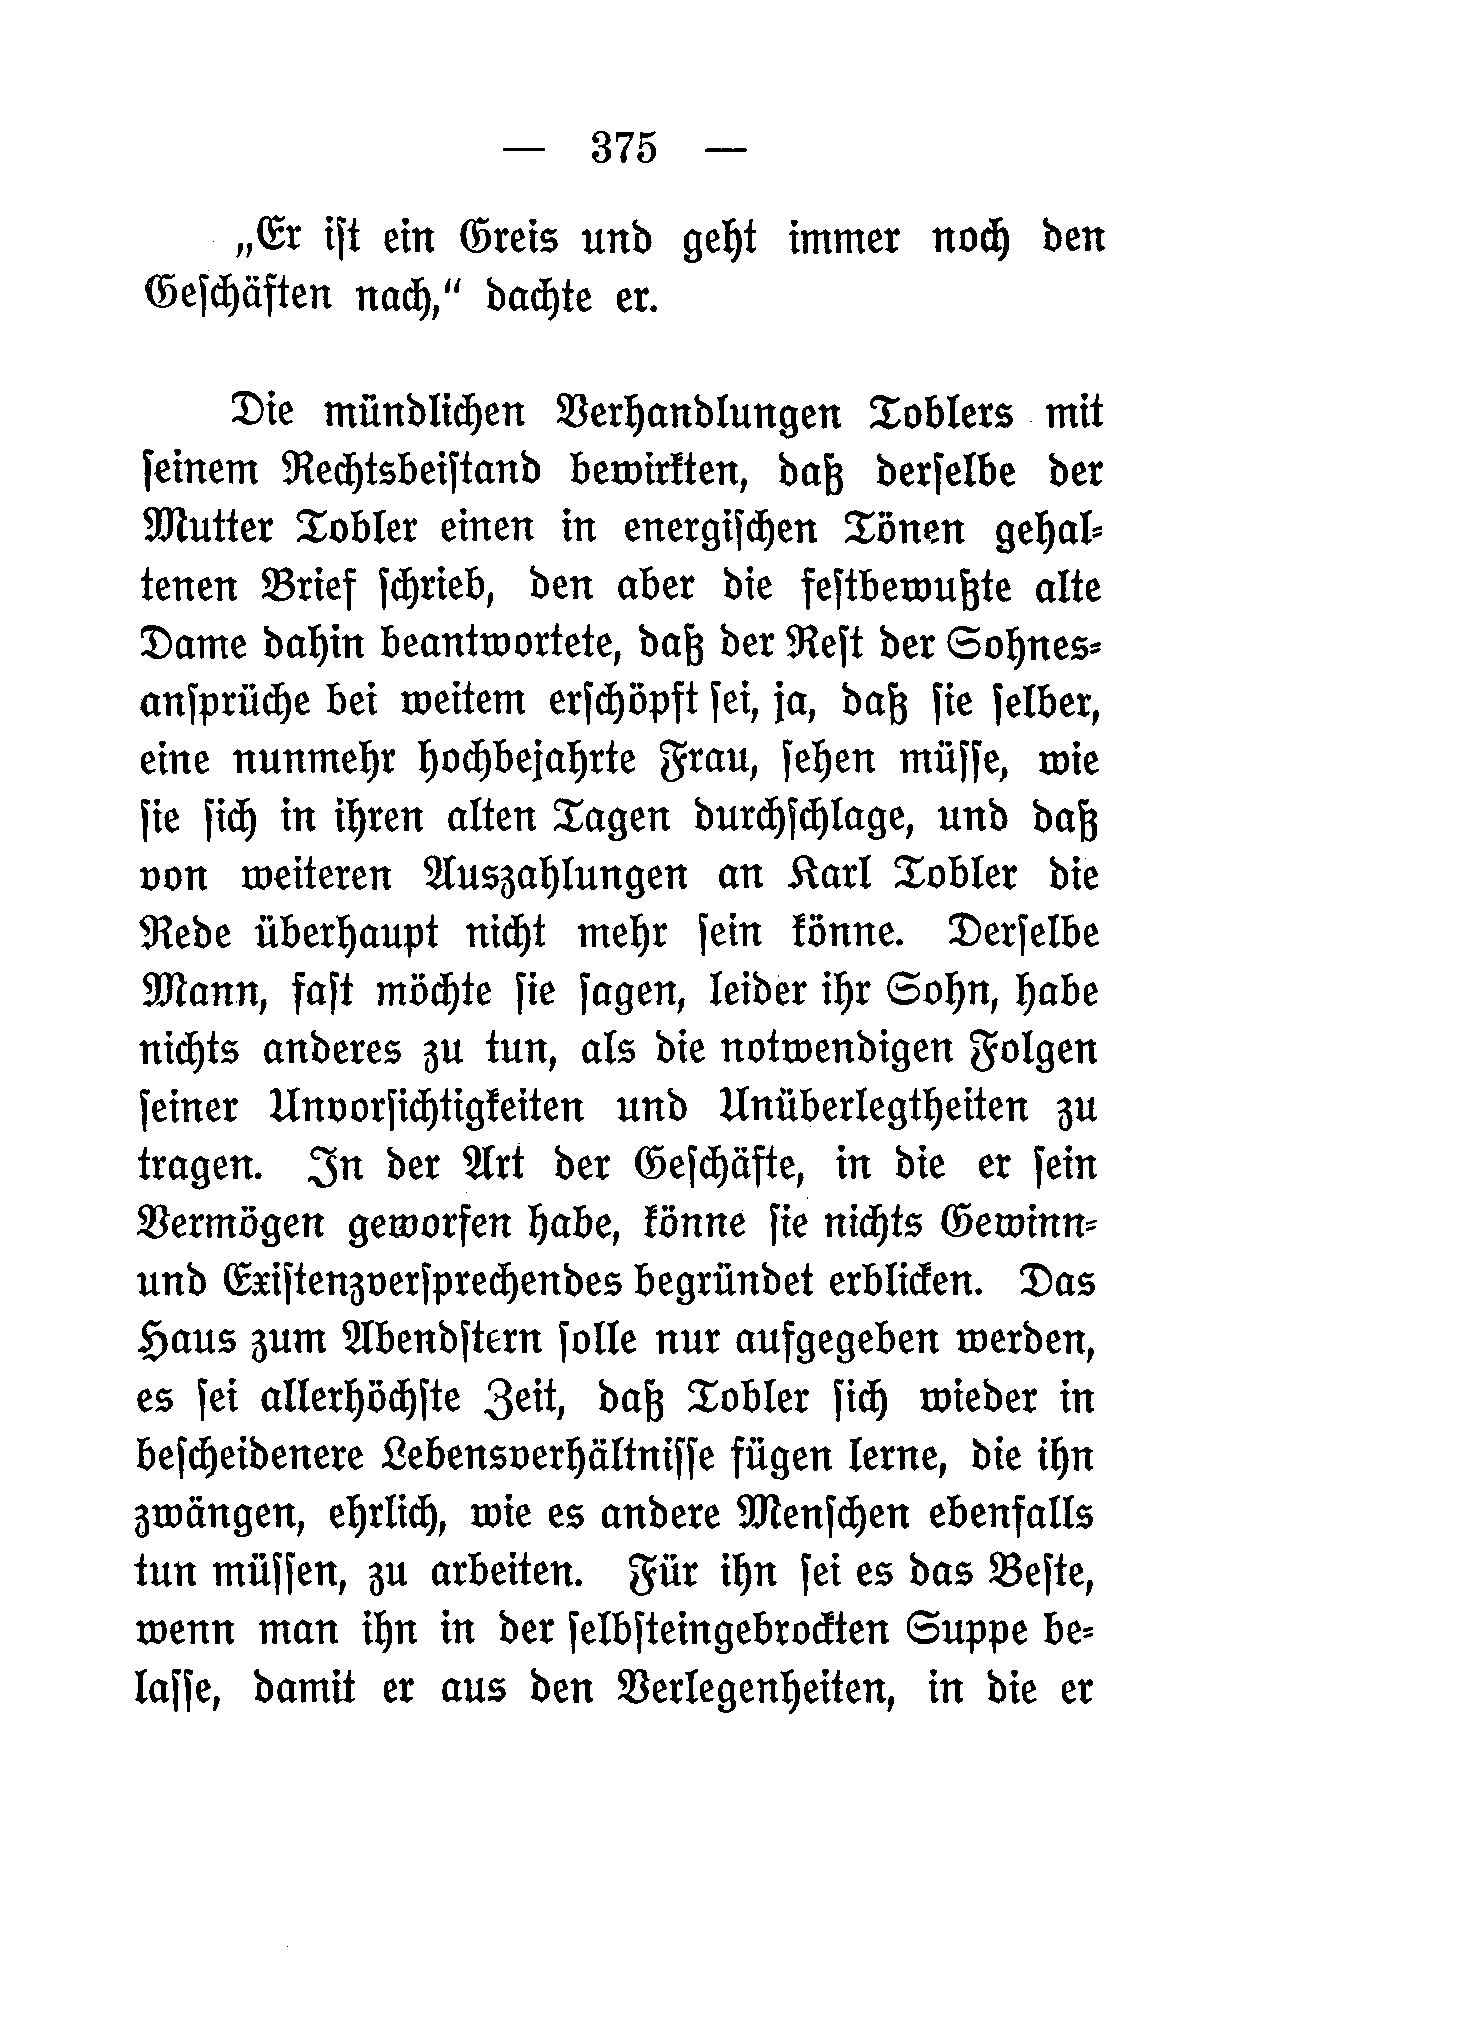 — 375 —
„Er iſt ein Greis und geht immer noch den
Geſchäften nach,“ dachte er.
Die mündlichen Verhandlungen Toblers mit
ſeinem Rechtsbeiſtand bewirkten, daß derſelbe der
Mutter Tobler einen in energiſchen Tönen gehal⸗
tenen Brief ſchrieb, den aber die feſtbewußte alte
Dame dahin beantwortete, daß der Reſt der Sohnes⸗
anſprüche bei weitem erſchöpft ſei, ja, daß ſie ſelber,
eine nunmehr hochbejahrte Frau, ſehen müſſe, wie
ſie ſich in ihren alten Tagen durchſchlage, und daß
von weiteren Auszahlungen an Karl Tobler die
Rede überhaupt nicht mehr ſein könne. Derſelbe
Mann, faſt möchte ſie ſagen, leider ihr Sohn, habe
nichts anderes zu tun, als die notwendigen Folgen
ſeiner Unvorſichtigkeiten und Unüberlegtheiten zu
tragen. In der Art der Geſchäfte, in die er ſein
Vermögen geworfen habe, könne ſie nichts Gewinn⸗
und Exiſtenzverſprechendes begründet erblicken. Das
Haus zum Abendſtern ſolle nur aufgegeben werden,
es ſei allerhöchſte Zeit, daß Tobler ſich wieder in
beſcheidenere Lebensverhältniſſe fügen lerne, die ihn
zwängen, ehrlich, wie es andere Menſchen ebenfalls
tun müſſen, zu arbeiten. Für ihn ſei es das Beſte,
wenn man ihn in der ſelbſteingebrockten Suppe be⸗
laſſe, damit er aus den Verlegenheiten, in die er